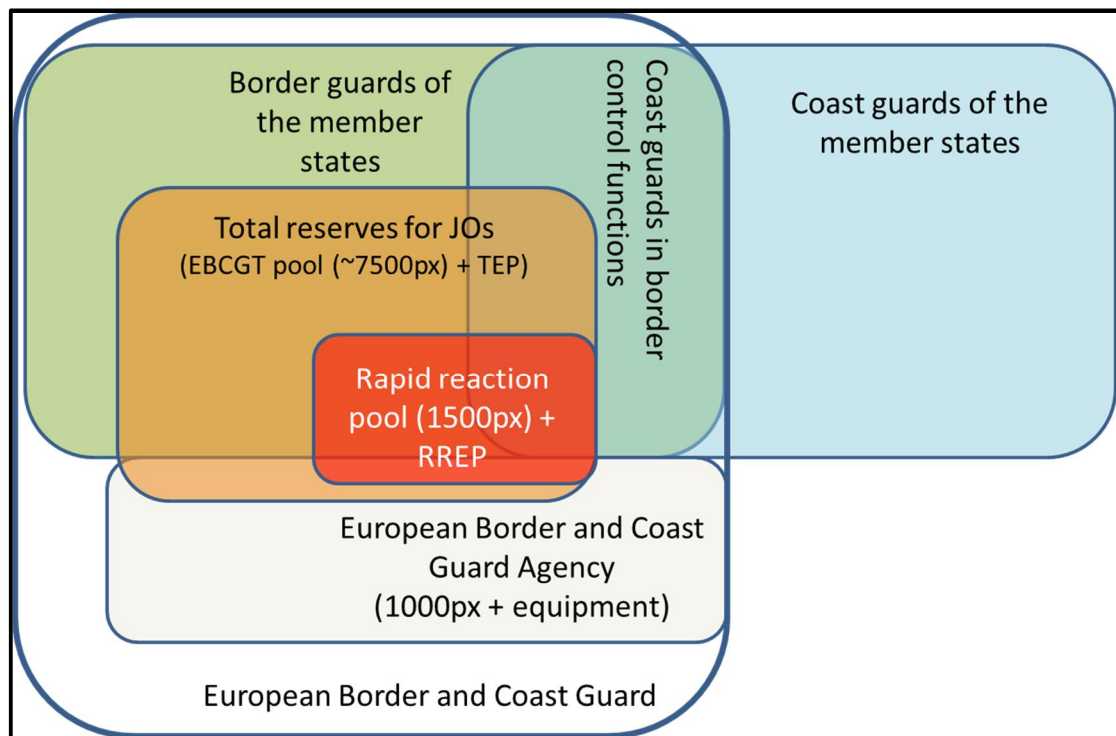 Border guards of
the member
states
Coast guards in border
control functions
Coast guards of the
member states
Total reserves for JOs
(EBCGT pool (~7500px) + TEP)
Rapid reaction
pool (1500px) +
RREP
European Border and Coast
Guard Agency
(1000px + equipment)
European Border and Coast Guard